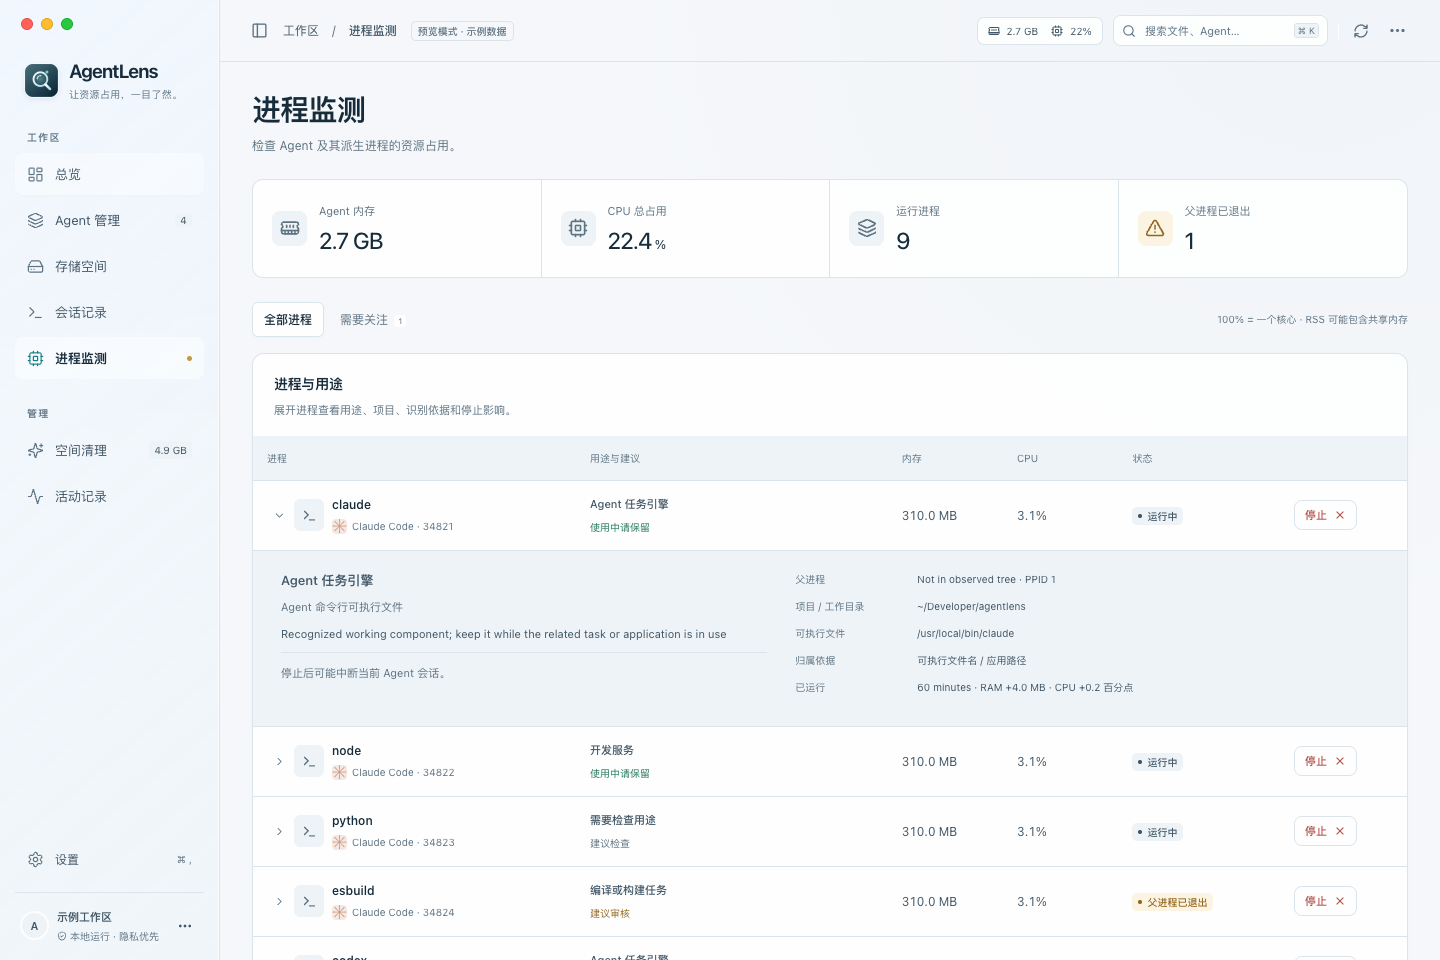 AgentLens
让资源占用，一目了然。
工作区
总览
Agent 管理 4
存储空间
会话记录
进程监测
管理
空间清理 4.9 GB
活动记录
设置 ⌘ ,
A 示例工作区
本地运行 · 隐私优先
工作区 / 进程监测 预览模式 · 示例数据
2.7 GB 22%
搜索文件、Agent... ⌘ K
进程监测
检查 Agent 及其派生进程的资源占用。
Agent 内存
2.7 GB
CPU 总占用
22.4 %
运行进程
9
父进程已退出
1
全部进程 需要关注 1
100% = 一个核心 · RSS 可能包含共享内存
进程与用途
展开进程查看用途、项目、识别依据和停止影响。
进程 用途与建议 内存 CPU 状态
claude
Claude Code · 34821
Agent 任务引擎
使用中请保留
310.0 MB 3.1% 运行中 停止
Agent 任务引擎
Agent 命令行可执行文件
Recognized working component; keep it while the related task or application is in use
停止后可能中断当前 Agent 会话。
父进程 Not in observed tree · PPID 1
项目 / 工作目录 ~/Developer/agentlens
可执行文件 /usr/local/bin/claude
归属依据 可执行文件名 / 应用路径
已运行 60 minutes · RAM +4.0 MB · CPU +0.2 百分点
node
Claude Code · 34822
开发服务
使用中请保留
310.0 MB 3.1% 运行中 停止
python
Claude Code · 34823
需要检查用途
建议检查
310.0 MB 3.1% 运行中 停止
esbuild
Claude Code · 34824
编译或构建任务
建议审核
310.0 MB 3.1% 父进程已退出 停止
codex
Agent 任务引擎